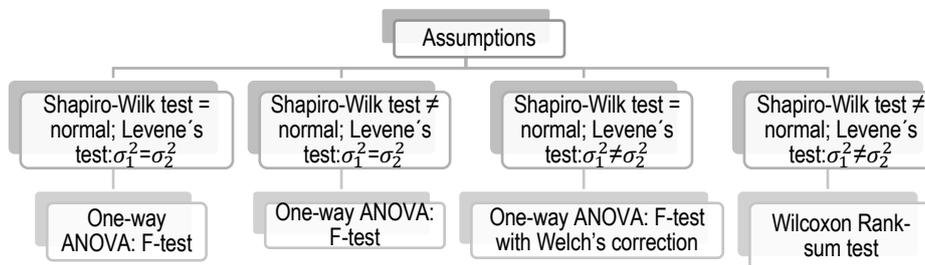 Assumptions
Shapiro-Wilk test =
normal; Levene´s
test:σ₁²=σ₂²
Shapiro-Wilk test ≠
normal; Levene´s
test:σ₁²=σ₂²
Shapiro-Wilk test =
normal; Levene´s
test:σ₁²≠σ₂²
Shapiro-Wilk test ≠
normal; Levene´s
test:σ₁²≠σ₂²
One-way
ANOVA: F-test
One-way ANOVA:
F-test
One-way ANOVA: F-test
with Welch’s correction
Wilcoxon Rank-
sum test